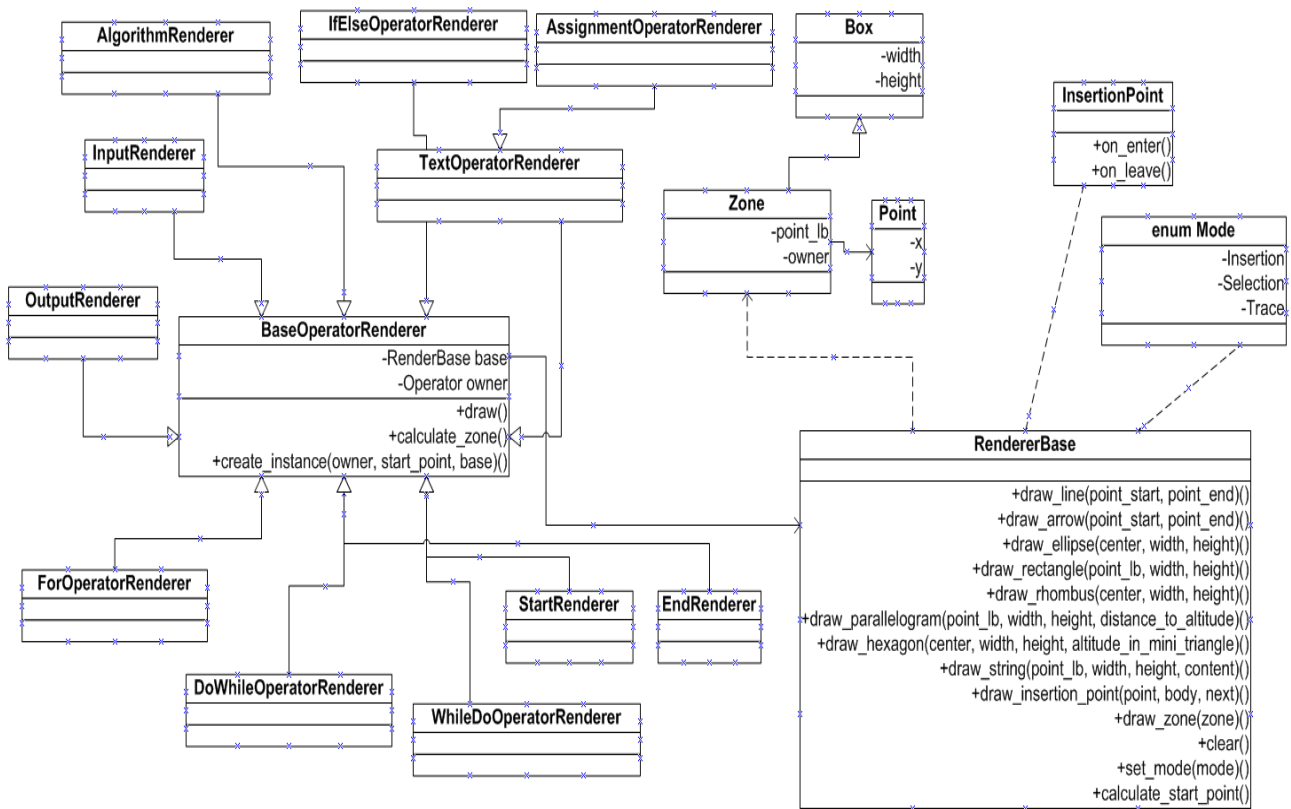 AlgorithmRenderer
IfElseOperatorRenderer
AssignmentOperatorRenderer
Box
-width
-height
InsertionPoint
+on_enter()
+on_leave()
InputRenderer
TextOperatorRenderer
Zone
-point_lb
-owner
Point
-x
-y
enum Mode
-Insertion
-Selection
-Trace
OutputRenderer
BaseOperatorRenderer
-RenderBase base
-Operator owner
+draw()
+calculate_zone()
+create_instance(owner, start_point, base)()
RendererBase
+draw_line(point_start, point_end)()
+draw_arrow(point_start, point_end)()
+draw_ellipse(center, width, height)()
+draw_rectangle(point_lb, width, height)()
+draw_rhombus(center, width, height)()
+draw_parallelogram(point_lb, width, height, distance_to_altitude)()
+draw_hexagon(center, width, height, altitude_in_mini_triangle)()
+draw_string(point_lb, width, height, content)()
+draw_insertion_point(point, body, next)()
+draw_zone(zone)()
+clear()
+set_mode(mode)()
+calculate_start_point()
ForOperatorRenderer
StartRenderer
EndRenderer
DoWhileOperatorRenderer
WhileDoOperatorRenderer